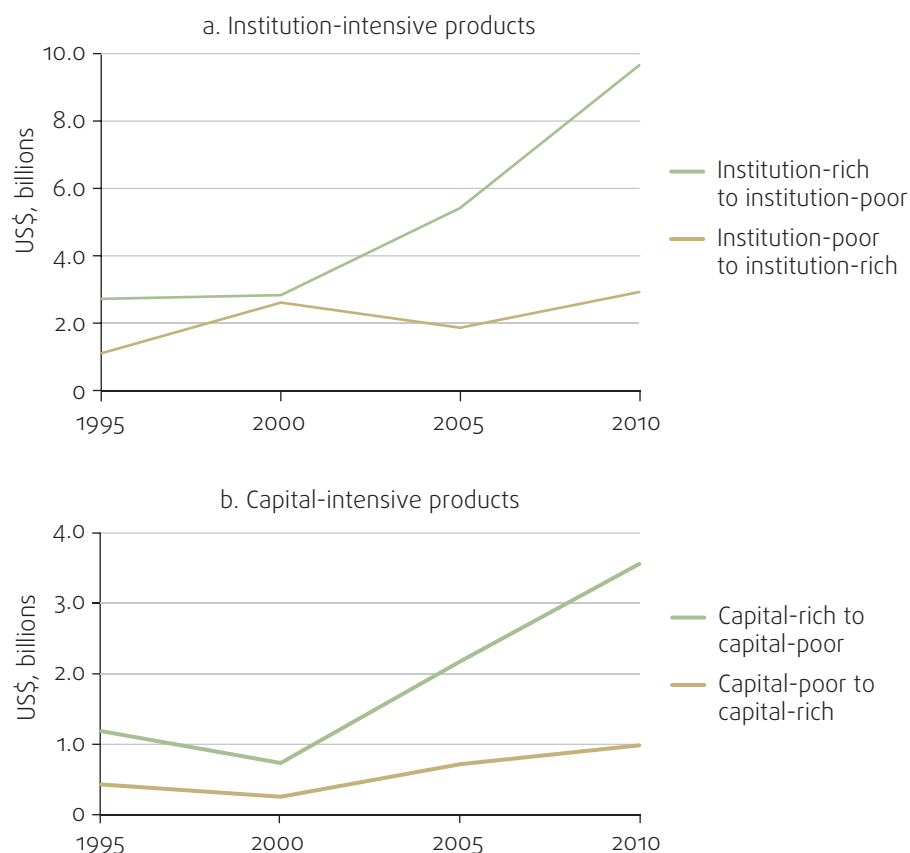 a. Institution-intensive products
10.0
8.0
6.0
4.0
2.0
0
US$, billions
1995 2000 2005 2010
Institution-rich
to institution-poor
Institution-poor
to institution-rich
b. Capital-intensive products
4.0
3.0
2.0
1.0
0
US$, billions
1995 2000 2005 2010
Capital-rich to
capital-poor
Capital-poor to
capital-rich